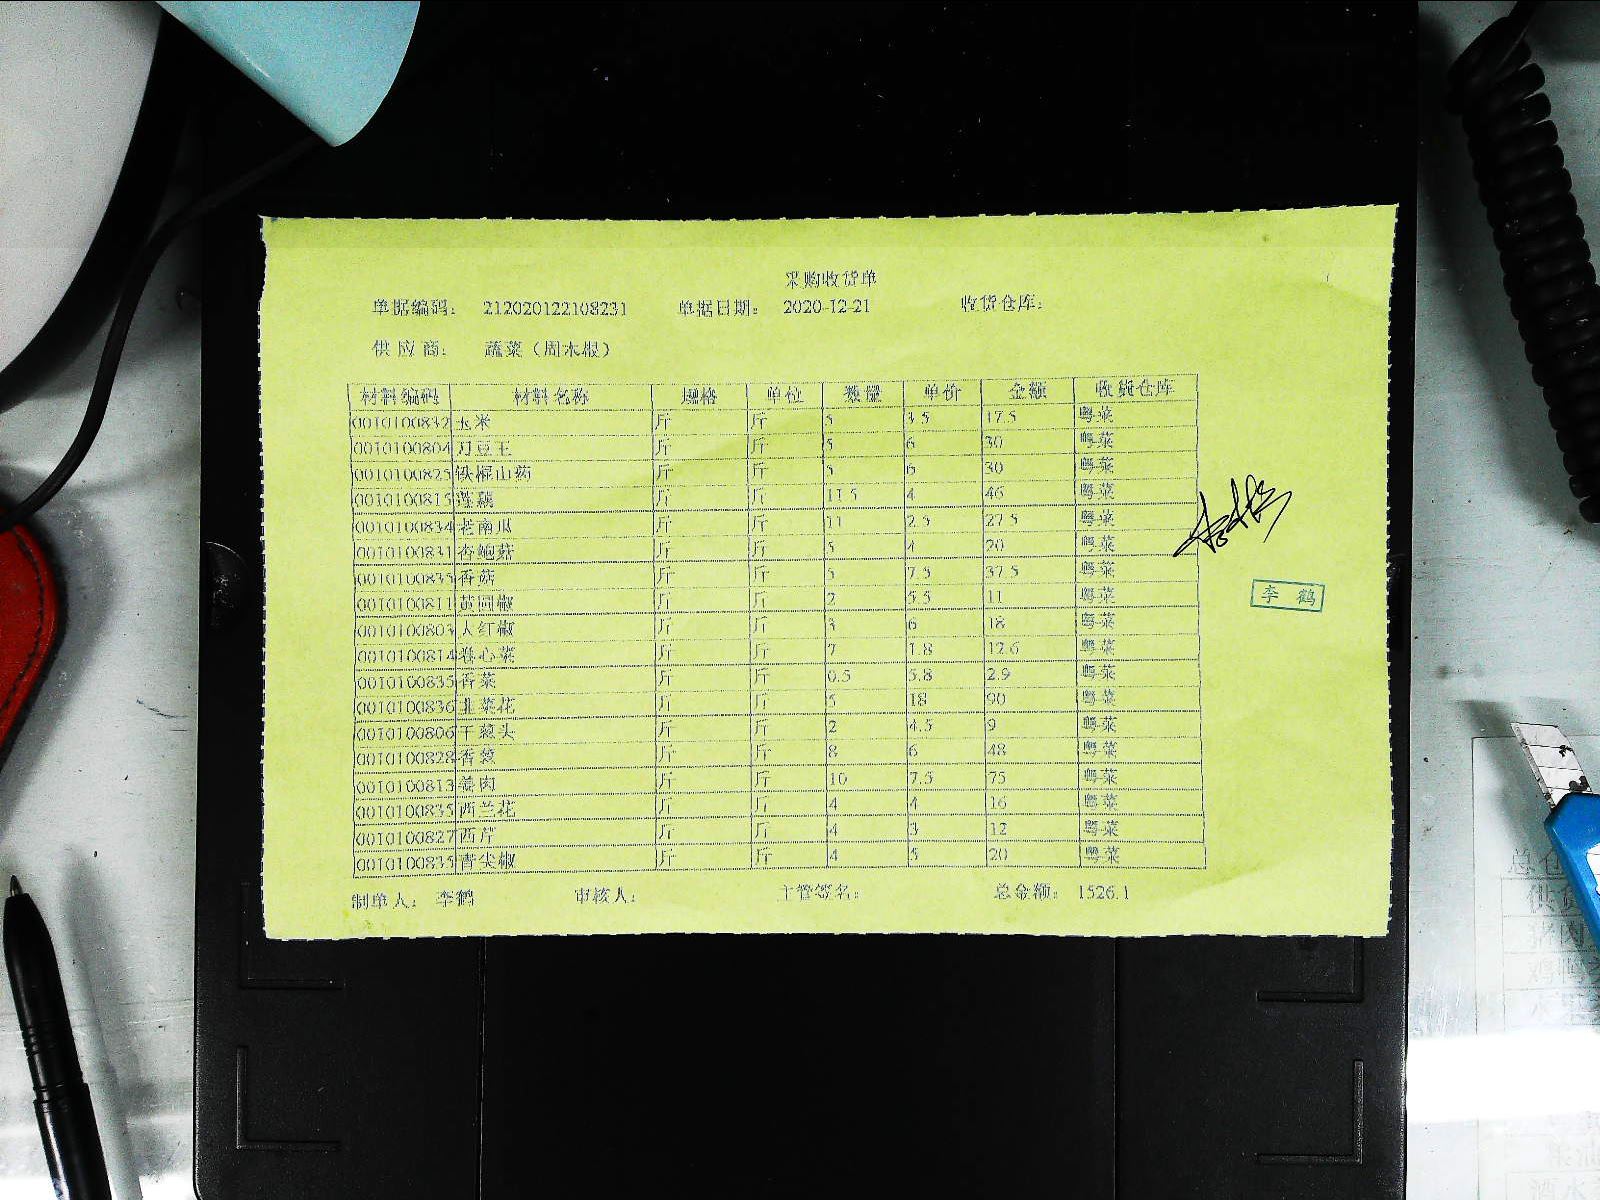 采购收货单
单据编码： 212020122108231 单据日期： 2020-12-21 收货仓库：
供应商： 蔬菜（周木根）
材料编码 材料名称 规格 单位 数量 单价 金额 收货仓库
0010100832 玉米 斤 斤 5 3.5 17.5 粤菜
0010100804 刀豆王 斤 斤 5 6 30 粤菜
0010100825 铁棍山药 斤 斤 5 6 30 粤菜
0010100815 莲藕 斤 斤 11.5 4 46 粤菜
0010100834 老南瓜 斤 斤 11 2.5 27.5 粤菜
0010100831 杏鲍菇 斤 斤 5 4 20 粤菜
0010100835 香菇 斤 斤 5 7.5 37.5 粤菜
0010100811 黄圆椒 斤 斤 2 5.5 11 粤菜
0010100803 大红椒 斤 斤 3 6 18 粤菜
0010100814 卷心菜 斤 斤 7 1.8 12.6 粤菜
0010100835 香菜 斤 斤 0.5 5.8 2.9 粤菜
0010100836 韭菜花 斤 斤 5 18 90 粤菜
0010100806 干葱头 斤 斤 2 4.5 9 粤菜
0010100828 香葱 斤 斤 8 6 48 粤菜
0010100813 姜肉 斤 斤 10 7.5 75 粤菜
0010100835 西兰花 斤 斤 4 4 16 粤菜
0010100827 西芹 斤 斤 4 3 12 粤菜
0010100835 青尖椒 斤 斤 4 5 20 粤菜
制单人： 李鹤 审核人： 主管签名： 总金额： 1526.1
李 鹤